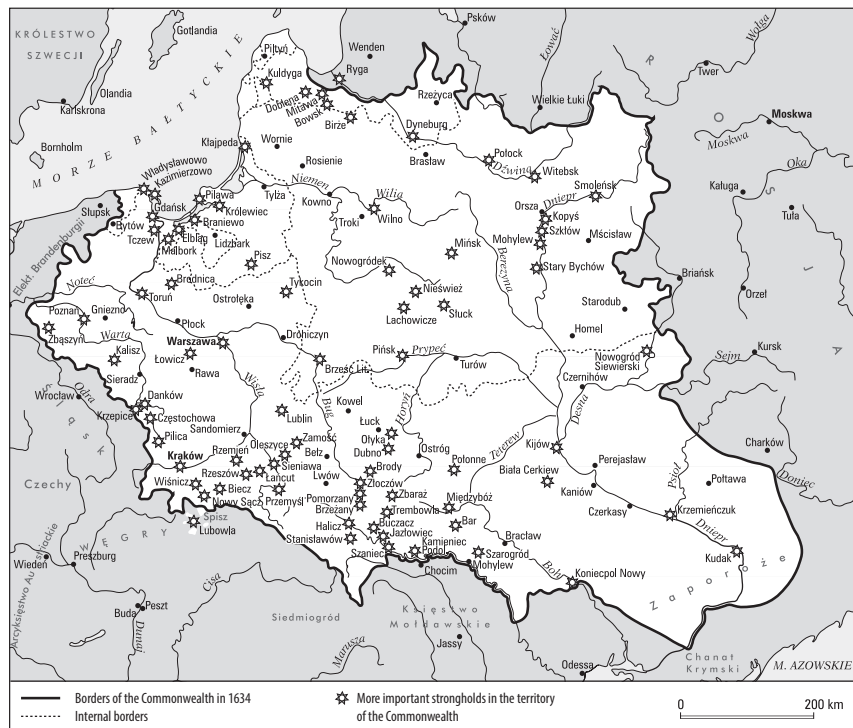 KRÓLESTWO
SZWECJI
Gotlandia
Olandia
Karlskrona
Bornholm
MORZE BAŁTYCKIE
Piltyń
Kuldyga
Wenden
Ryga
Psków
Łować
Wołga
Twer
R O S J A
Doblena
Mitawa
Bowsk
Birże
Rzeżyca
Dyneburg
Wielkie Łuki
Moskwa
Moskwa
Oka
Kłajpeda
Wornie
Rosienie
Brasław
Połock
Dźwina
Witebsk
Smoleńsk
Kaługa
Tuła
Władysławowo
Kazimierzowo
Piława
Królewiec
Tylża
Niemen
Kowno
Wilia
Troki
Wilno
Orsza
Dniepr
Kopyś
Szkłów
Mohylew
Mścisław
Słupsk
Bytów
Gdańsk
Braniewo
Tczew
Elbląg
Malbork
Lidzbark
Elekt. Brandenburgii
Pisz
Mińsk
Nowogródek
Berezyna
Stary Bychów
Briańsk
Orzeł
Noteć
Toruń
Brodnica
Ostrołęka
Tykocin
Nieśwież
Lachowicze
Słuck
Starodub
Homel
Poznań
Gniezno
Zbąszyń
Warta
Płock
Warszawa
Drohiczyn
Kalisz
Łowicz
Rawa
Sieradz
Brześć Lit.
Pińsk
Prypeć
Turów
Nowogród
Siewierski
Kursk
Sejm
Czernihów
Desna
Wrocław
Odra
Śląsk
Danków
Krzepice
Częstochowa
Pilica
Wisła
Lublin
Bug
Kowel
Horyń
Łuck
Ołyka
Dubno
Ostróg
Sandomierz
Zamość
Oleszyce
Bełz
Rzemień
Kraków
Rzeszów
Łańcut
Sieniawa
Wiśnicz
Biecz
Nowy Sącz
Przemyśl
Lwów
Brody
Złoczów
Pomorzany
Brzeżany
Zbaraż
Trembowla
Połonne
Teterew
Kijów
Biała Cerkiew
Perejasław
Kaniów
Czerkasy
Psioł
Połtawa
Charków
Doniec
Krzemieńczuk
Dniepr
Kudak
Zaporoże
Czechy
Spisz
Lubowla
WĘGRY
Halicz
Stanisławów
Buczacz
Jazłowiec
Szaniec
Kamieniec
Podol.
Międzybóż
Bar
Bracław
Szarogród
Mohylew
Chocim
Boh
Koniecpol Nowy
Wiedeń
Preszburg
Arcyksięstwo Austriackie
Buda
Peszt
Dunaj
Cisa
Siedmiogród
Marusza
Księstwo
Mołdawskie
Jassy
Odessa
Chanat
Krymski
M. AZOWSKIE
Borders of the Commonwealth in 1634
Internal borders
More important strongholds in the territory
of the Commonwealth
0 200 km